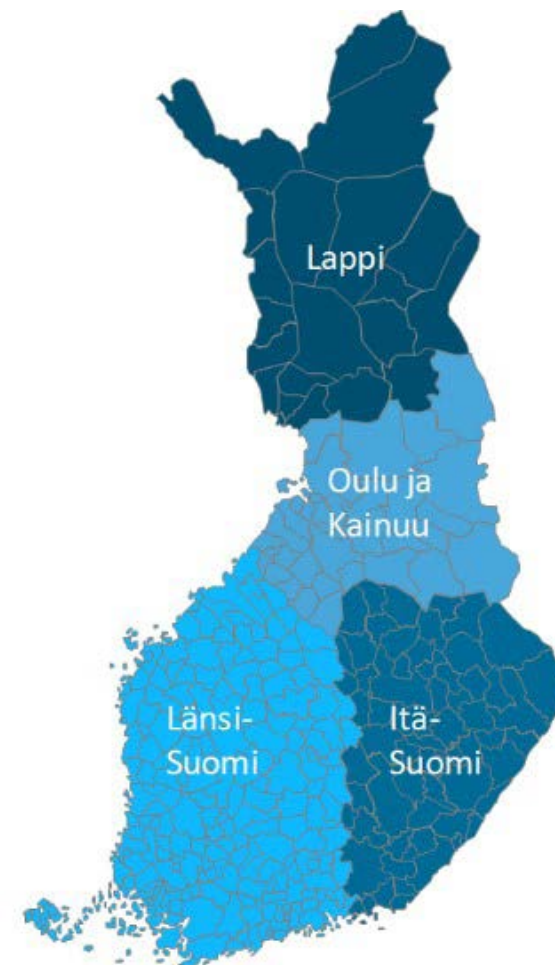 Lappi
Oulu ja
Kainuu
Länsi-
Suomi
Itä-
Suomi